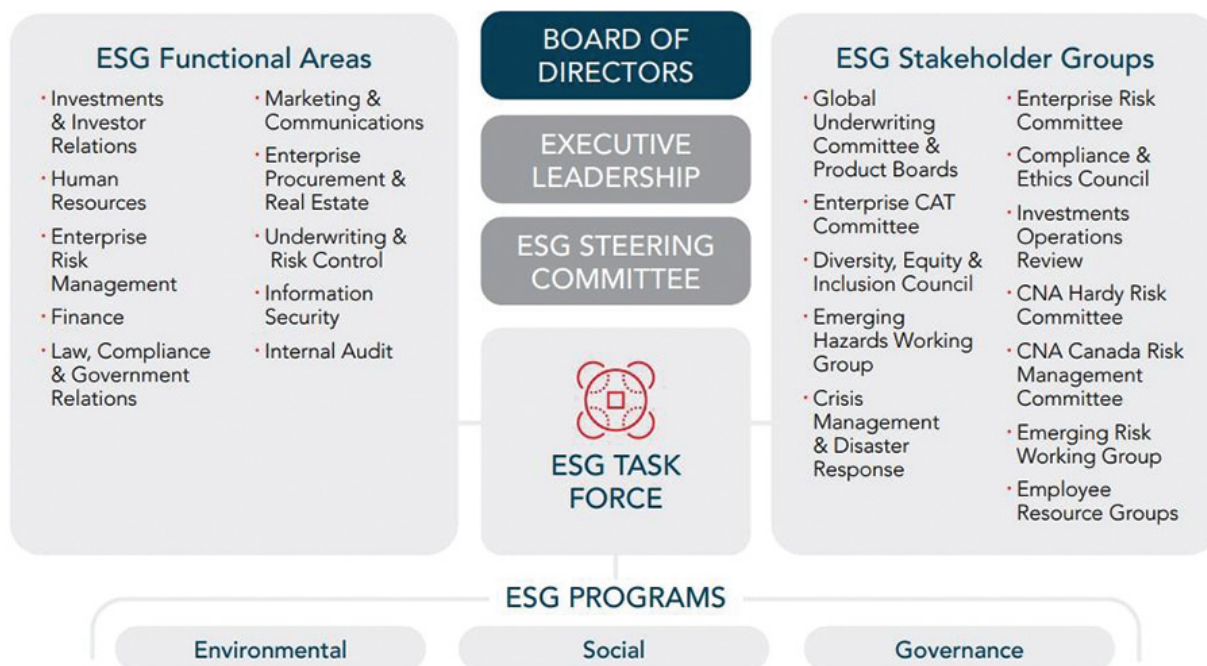 ESG Functional Areas
· Investments
& Investor
Relations
· Human
Resources
· Enterprise
Risk
Management
· Finance
· Law, Compliance
& Government
Relations
· Marketing &
Communications
· Enterprise
Procurement &
Real Estate
· Underwriting &
Risk Control
· Information
Security
· Internal Audit
BOARD OF
DIRECTORS
EXECUTIVE
LEADERSHIP
ESG STEERING
COMMITTEE
ESG TASK
FORCE
ESG Stakeholder Groups
· Global
Underwriting
Committee &
Product Boards
· Enterprise CAT
Committee
· Diversity, Equity &
Inclusion Council
· Emerging
Hazards Working
Group
· Crisis
Management
& Disaster
Response
· Enterprise Risk
Committee
· Compliance &
Ethics Council
· Investments
Operations
Review
· CNA Hardy Risk
Committee
· CNA Canada Risk
Management
Committee
· Emerging Risk
Working Group
· Employee
Resource Groups
ESG PROGRAMS
Environmental
Social
Governance